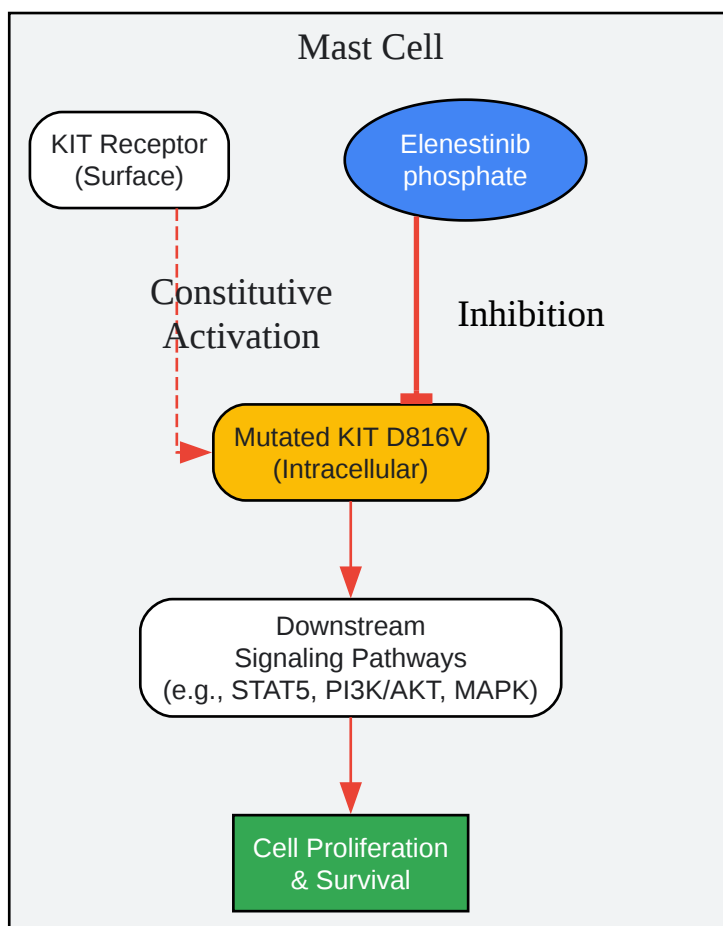 Mast Cell
KIT Receptor
(Surface)
Elenestinib
phosphate
Constitutive
Activation
Inhibition
Mutated KIT D816V
(Intracellular)
Downstream
Signaling Pathways
(e.g., STAT5, PI3K/AKT, MAPK)
Cell Proliferation
& Survival